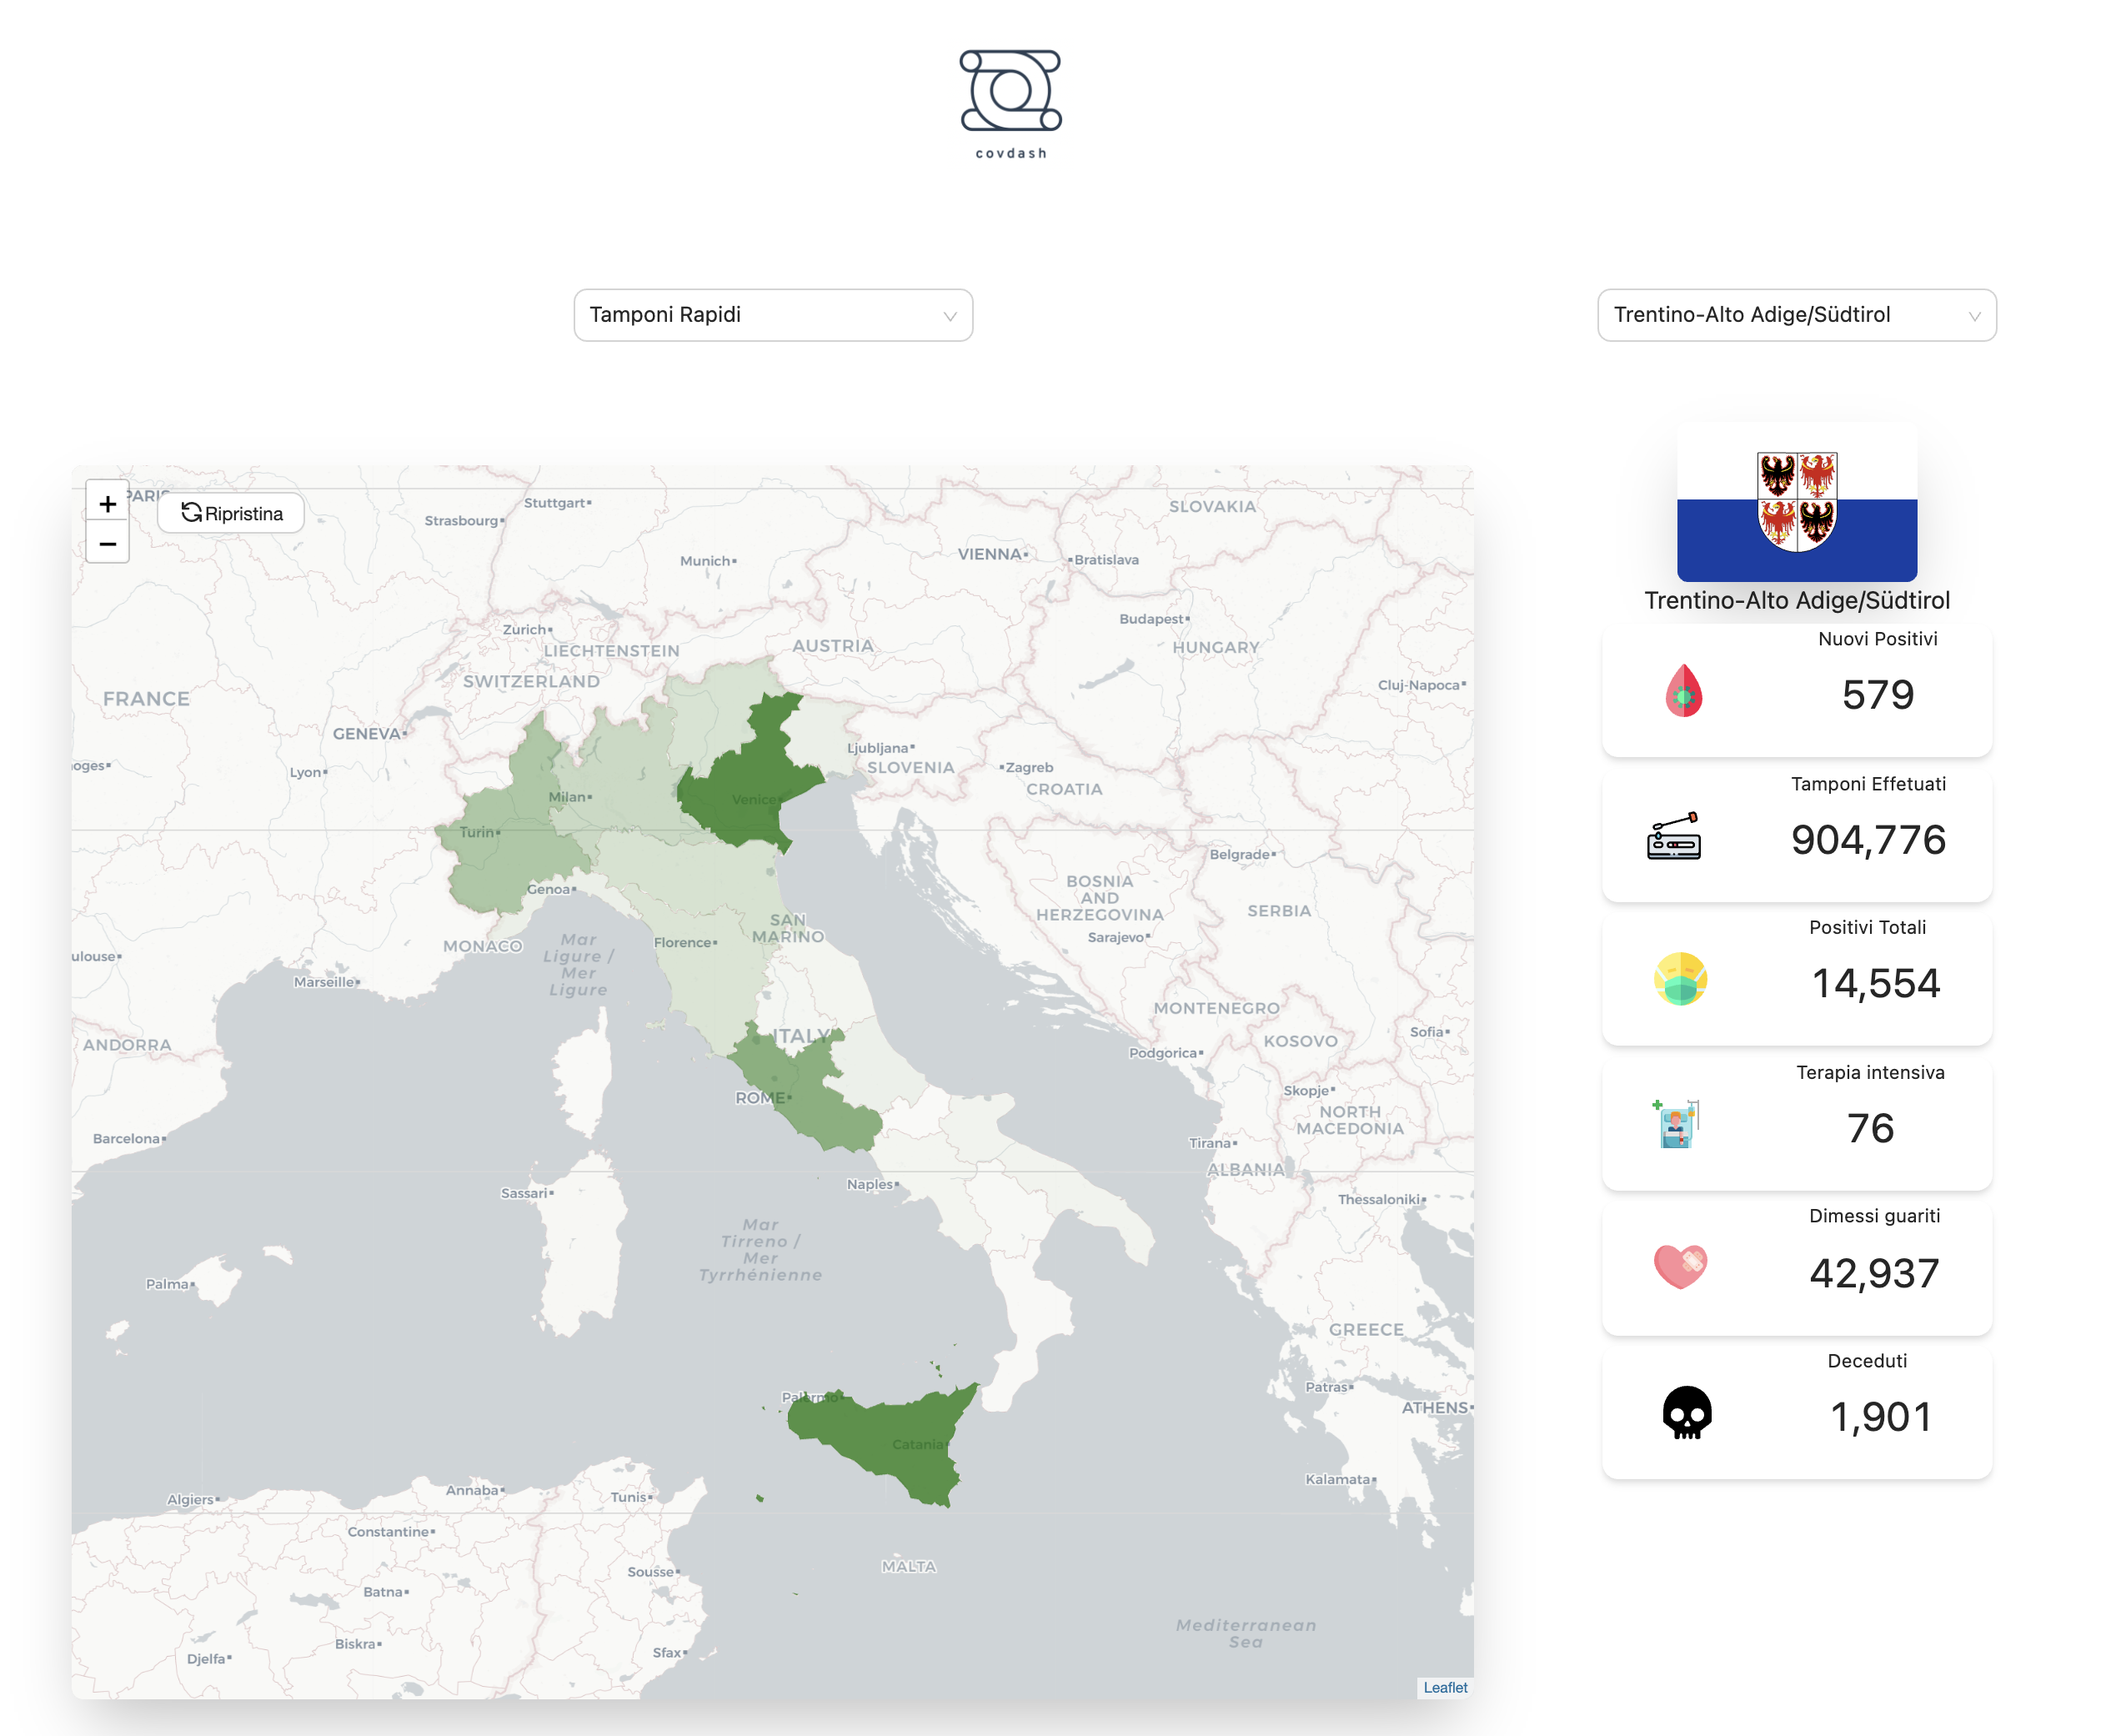 covdash
Tamponi Rapidi
Trentino-Alto Adige/Südtirol
+
−
Ripristina
Stuttgart
Strasbourg
SLOVAKIA
Munich
VIENNA
Bratislava
Budapest
Zurich
LIECHTENSTEIN
AUSTRIA
HUNGARY
SWITZERLAND
FRANCE
Cluj-Napoca
GENEVA
Ljubljana
SLOVENIA
Zagreb
oges
Lyon
CROATIA
Milan
Venice
Turin
Belgrade
Genoa
BOSNIA
AND
HERZEGOVINA
SERBIA
SAN
MARINO
Florence
MONACO
Mar
Ligure /
Mer
Ligure
Sarajevo
ulouse
Marseille
MONTENEGRO
ITALY
KOSOVO
Sofia
ANDORRA
Podgorica
Skopje
ROME
NORTH
MACEDONIA
Barcelona
Tirana
ALBANIA
Naples
Sassari
Thessaloniki
Mar
Tirreno /
Mer
Tyrrhénienne
Palma
GREECE
Palermo
Patras
ATHENS
Catania
Kalamata
Algiers
Annaba
Tunis
Constantine
MALTA
Sousse
Batna
Mediterranean
Sea
Biskra
Djelfa
Sfax
Leaflet
Trentino-Alto Adige/Südtirol
Nuovi Positivi
579
Tamponi Effetuati
904,776
Positivi Totali
14,554
Terapia intensiva
76
Dimessi guariti
42,937
Deceduti
1,901